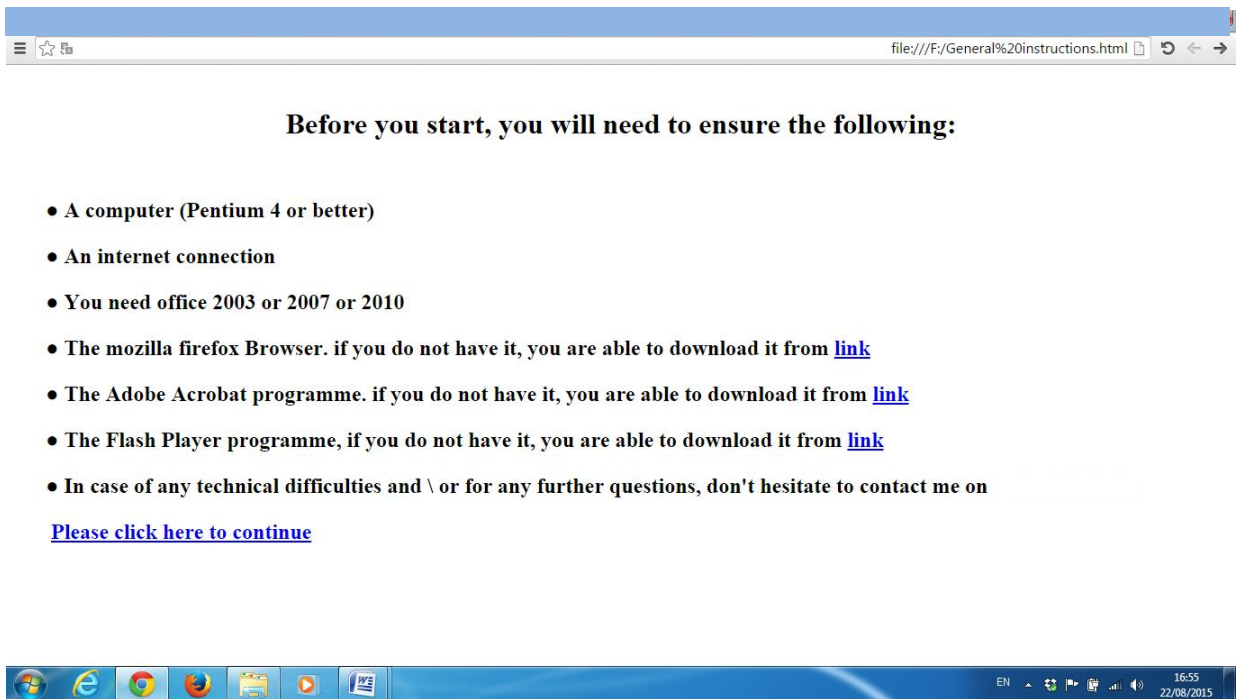 file:///F:/General%20instructions.html
Before you start, you will need to ensure the following:
● A computer (Pentium 4 or better)
● An internet connection
● You need office 2003 or 2007 or 2010
● The mozilla firefox Browser. if you do not have it, you are able to download it from link
● The Adobe Acrobat programme. if you do not have it, you are able to download it from link
● The Flash Player programme, if you do not have it, you are able to download it from link
● In case of any technical difficulties and \ or for any further questions, don't hesitate to contact me on
Please click here to continue
EN 16:55
22/08/2015